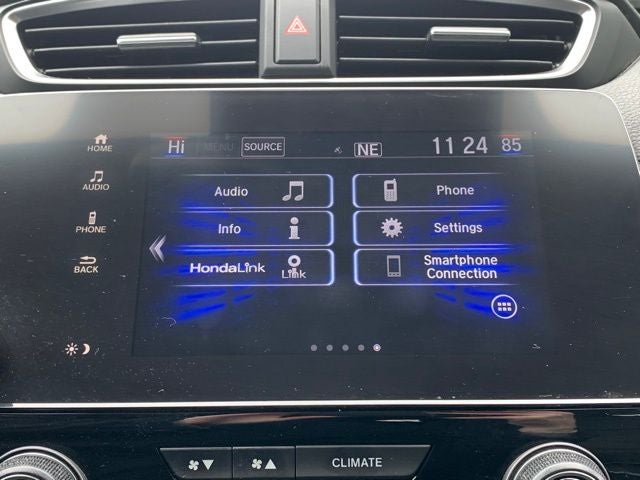 HOME
Hi MENU SOURCE NE 11 24 85
AUDIO
PHONE
BACK
Audio
Phone
Info
Settings
HondaLink
Link
Smartphone
Connection
CLIMATE